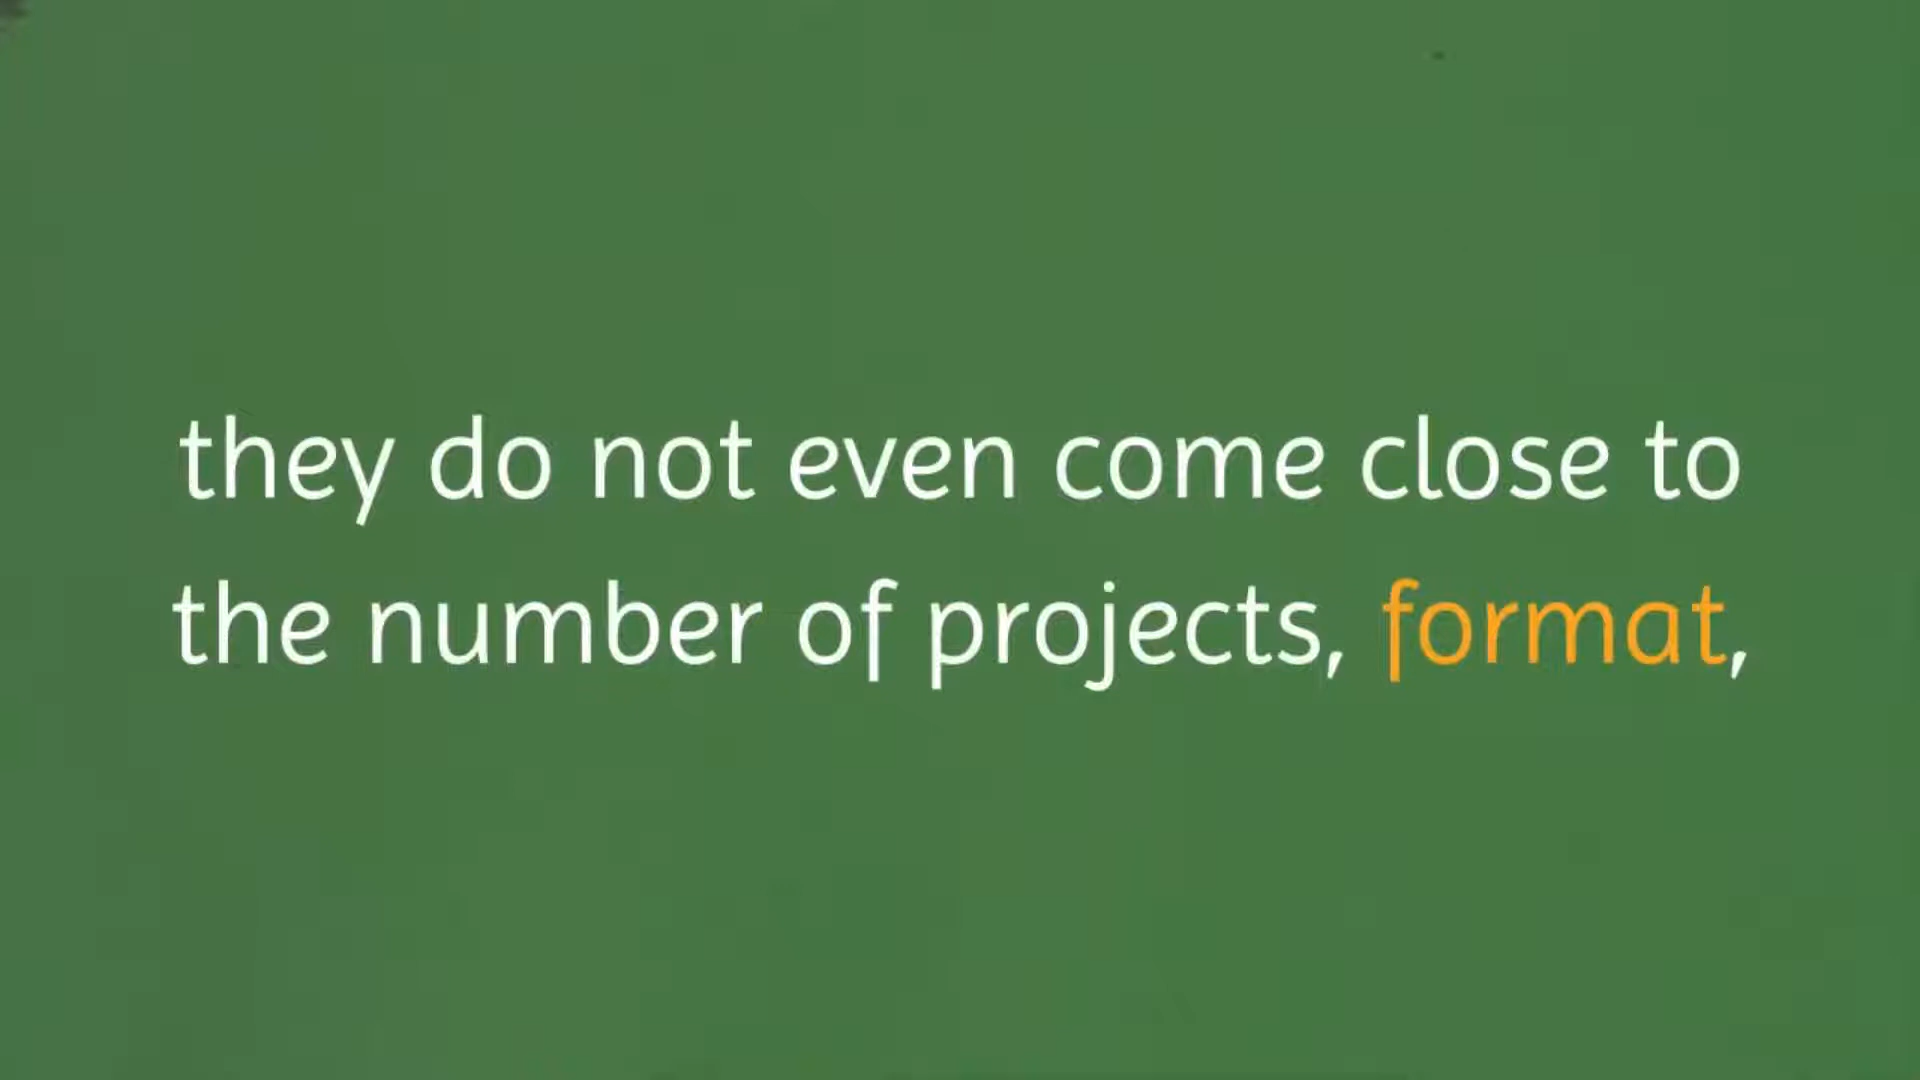 they do not even come close to
the number of projects, format,